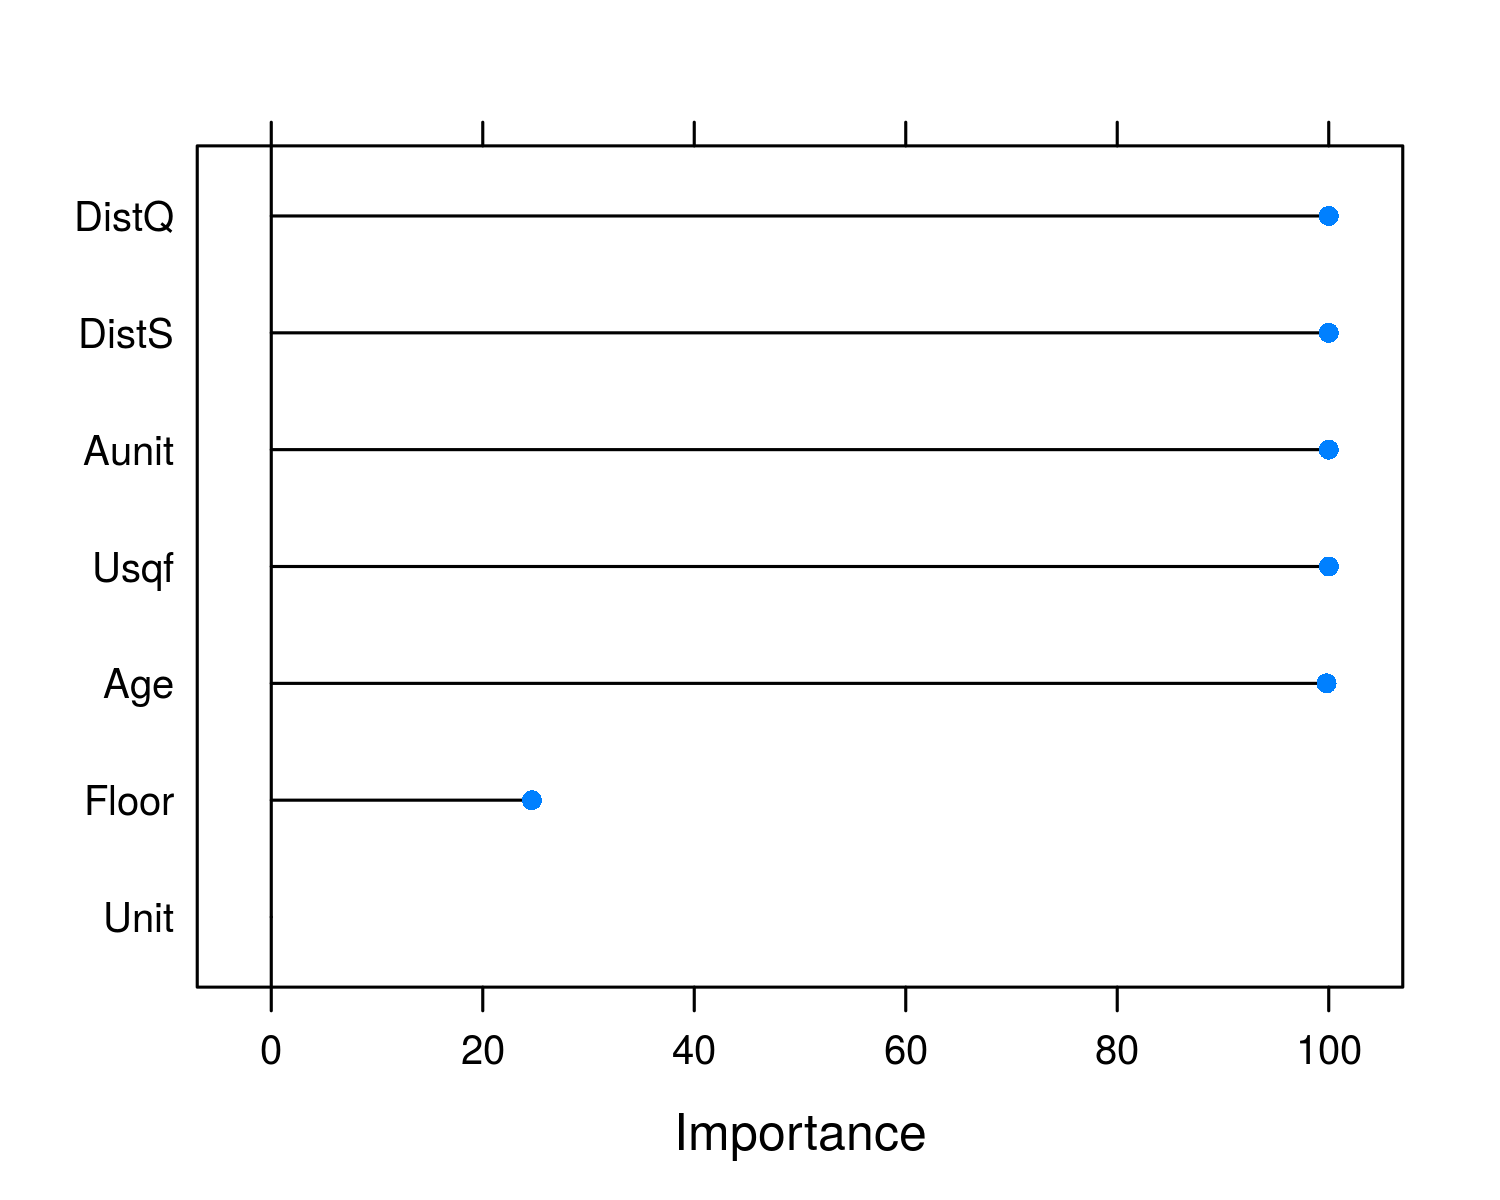 DistQ
DistS
Aunit
Usqf
Age
Floor
Unit
0 20 40 60 80 100
Importance